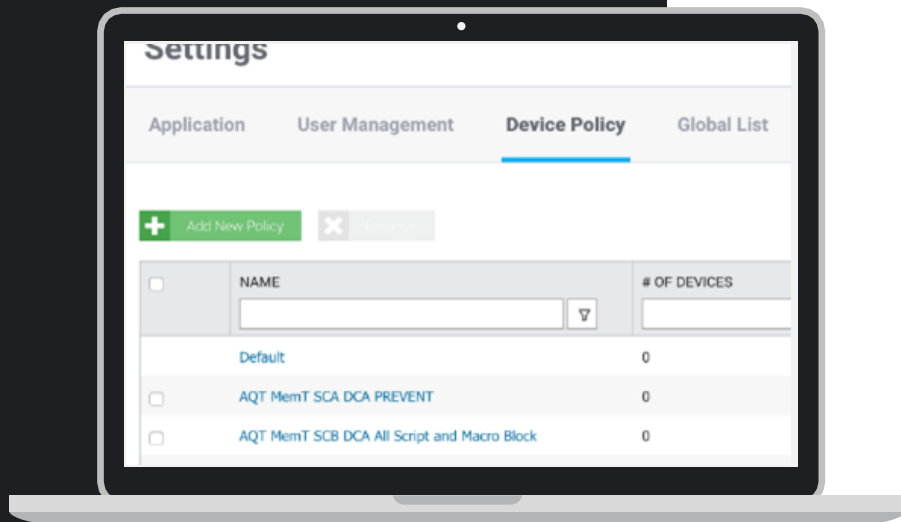 Settings
Application User Management Device Policy Global List
Add New Policy
NAME # OF DEVICES
Default 0
AQT MemT SCA DCA PREVENT 0
AQT MemT SCB DCA All Script and Macro Block 0